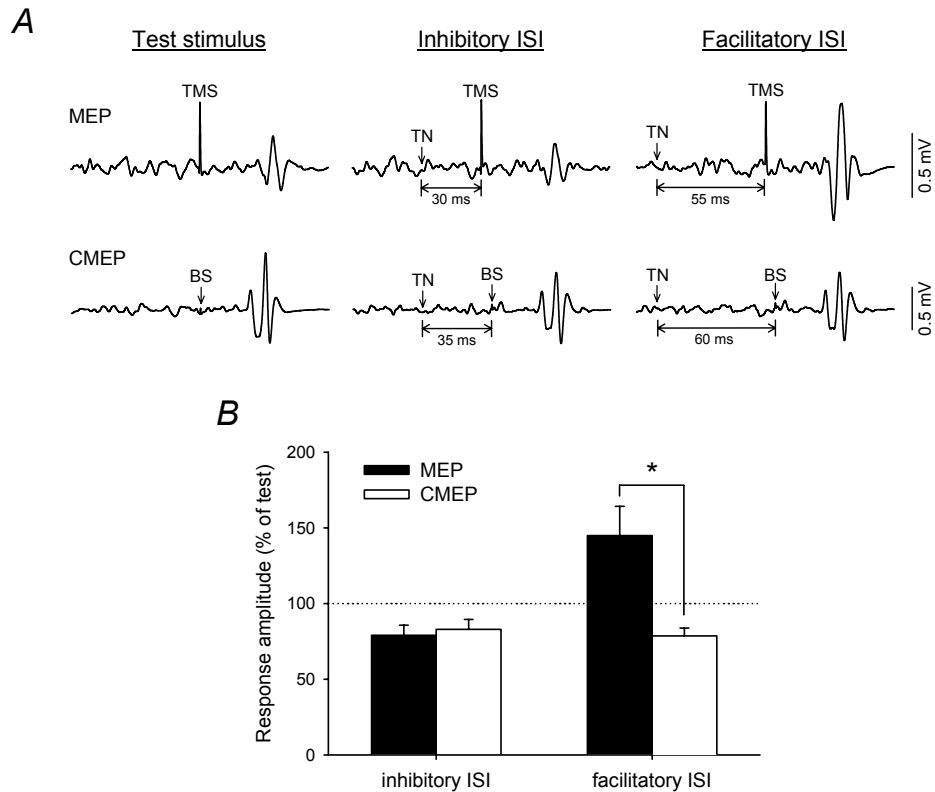 A
Test stimulus
Inhibitory ISI
Facilitatory ISI
MEP
TMS
TN
TMS
30 ms
TN
TMS
55 ms
0.5 mV
CMEP
BS
TN
BS
35 ms
TN
BS
60 ms
0.5 mV
B
Response amplitude (% of test)
200
150
100
50
0
MEP
CMEP
*
inhibitory ISI
facilitatory ISI